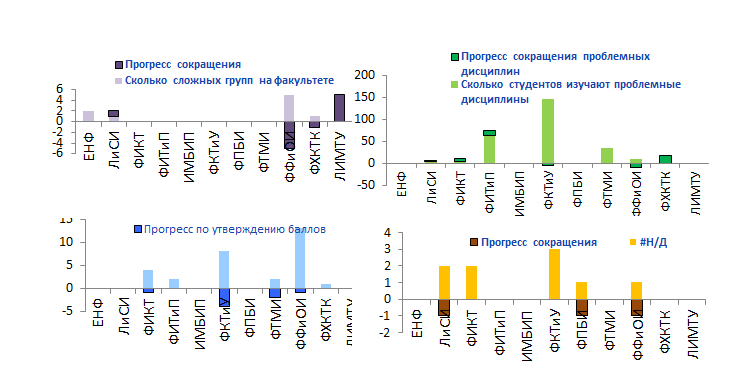 Прогресс сокращения
Сколько сложных групп на факультете
6
4
2
0
-2
-4
-6
ЕНФ
ЛиСИ
ФИКТ
ФИТиП
ИМБИП
ФКТиУ
ФПБИ
ФТМИ
ФФиОИ
ФХКТК
ЛИМТУ
Прогресс сокращения проблемных
дисциплин
Сколько студентов изучают проблемные
дисциплины
200
150
100
50
0
-50
ЕНФ
ЛиСИ
ФИКТ
ФИТиП
ИМБИП
ФКТиУ
ФПБИ
ФТМИ
ФФиОИ
ФХКТК
ЛИМТУ
Прогресс по утверждению баллов
15
10
5
0
-5
ЕНФ
ЛиСИ
ФИКТ
ФИТиП
ИМБИП
ФКТиУ
ФПБИ
ФТМИ
ФФиОИ
ФХКТК
ЛИМТУ
Прогресс сокращения
#Н/Д
4
3
2
1
0
-1
-2
ЕНФ
ЛиСИ
ФИКТ
ФИТиП
ИМБИП
ФКТиУ
ФПБИ
ФТМИ
ФФиОИ
ФХКТК
ЛИМТУ